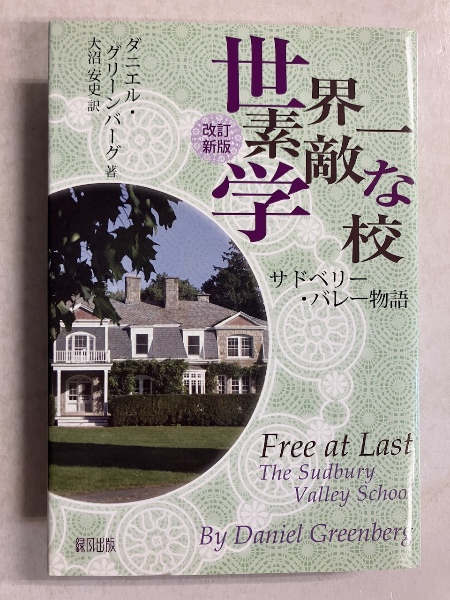 世界一
素敵な
学校
改訂
新版
サドベリー
・バレー物語
ダニエル・
グリーンバーグ 著
大沼 安史 訳
Free at Last
The Sudbury
Valley Schoo
By Daniel Greenberg
緑風出版